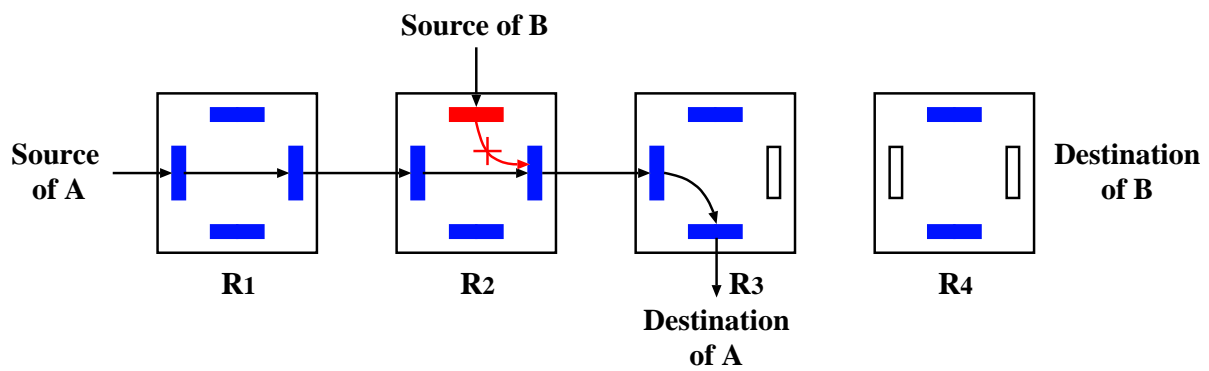 Source of B
Source
of A
Destination
of B
R1
R2
R3
R4
Destination
of A